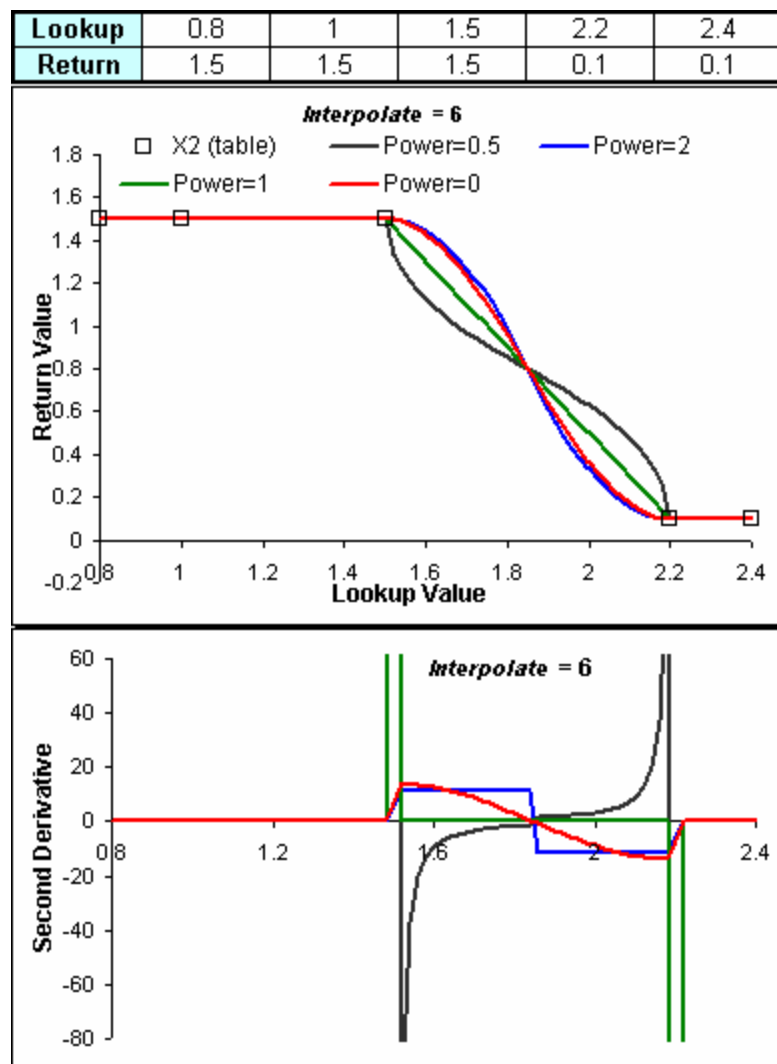 Lookup 0.8 1 1.5 2.2 2.4
Return 1.5 1.5 1.5 0.1 0.1
Interpolate = 6
X2 (table) Power=0.5 Power=2
Power=1 Power=0
1.8
1.6
1.4
1.2
1
0.8
0.6
0.4
0.2
0
-0.2
Return Value
0.8 1 1.2 1.4 1.6 1.8 2 2.2 2.4
Lookup Value
Interpolate = 6
60
40
20
0
-20
-40
-60
-80
Second Derivative
0.8 1.2 1.6 2 2.4